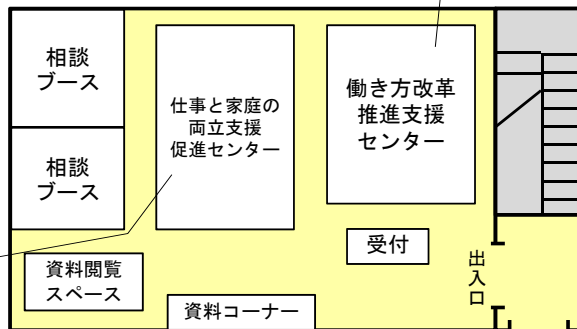 相談
ブース
仕事と家庭の
両立支援
促進センター
働き方改革
推進支援
センター
相談
ブース
受付
出入口
資料閲覧
スペース
資料コーナー